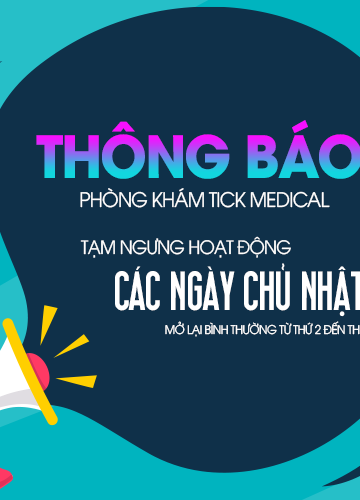 THÔNG BÁO
PHÒNG KHÁM TICK MEDICAL
TẠM NGƯNG HOẠT ĐỘNG
CÁC NGÀY CHỦ NHẬT
MỞ LẠI BÌNH THƯỜNG TỪ THỨ 2 ĐẾN